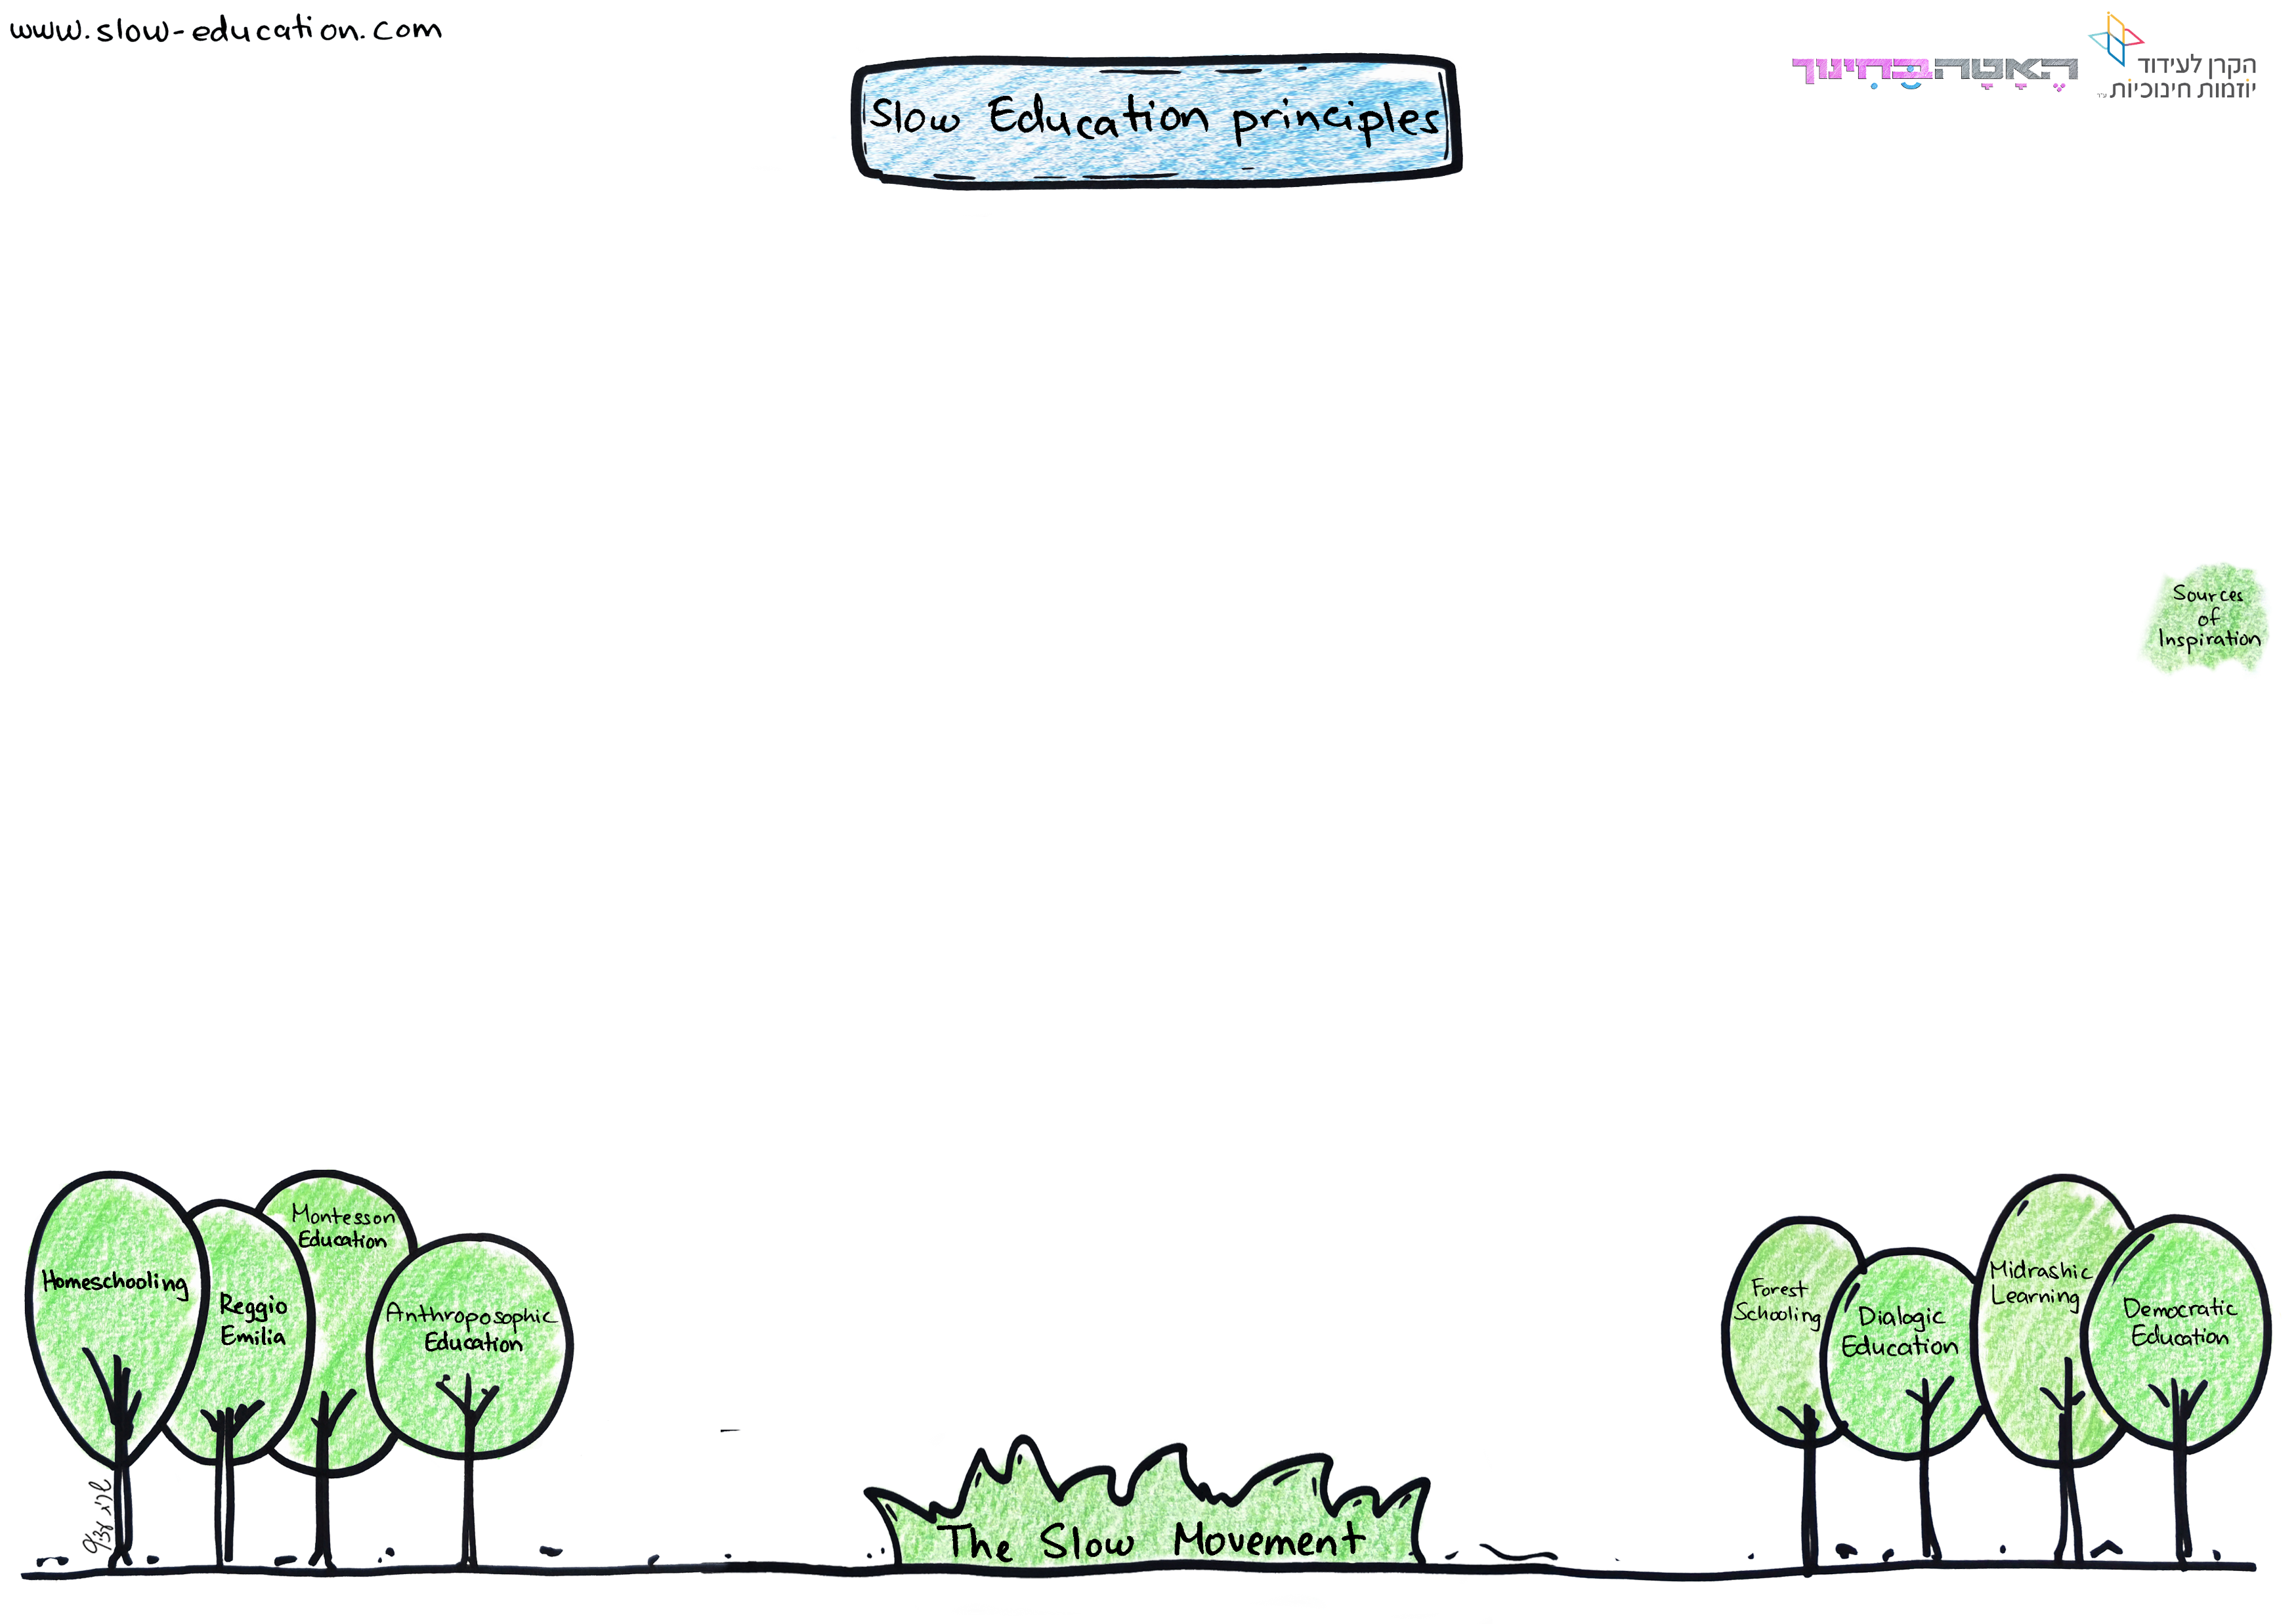 www.slow-education.com
Slow Education principles
הֶאָטָה בַּחִינוּך
הקרן לעידוד
יוזמות חינוכיות ע"ר
Sources
of
Inspiration
Homeschooling
Reggio
Emilia
Montesson
Education
Anthroposophic
Education
Forest
Schooling
Dialogic
Education
Midrashic
Learning
Democratic
Education
The Slow Movement